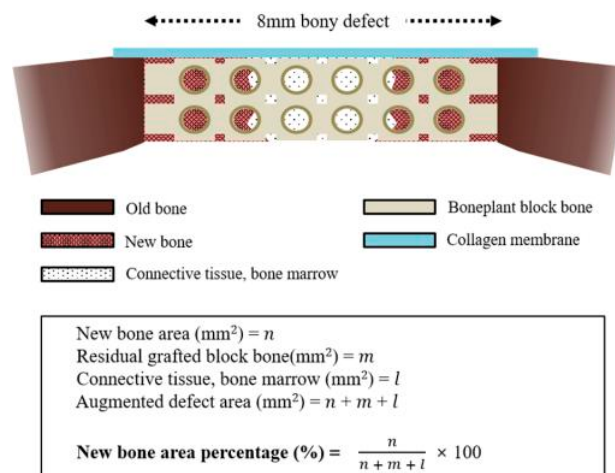 8mm bony defect
Old bone
Boneplant block bone
New bone
Collagen membrane
Connective tissue, bone marrow
New bone area (mm²) = n
Residual grafted block bone(mm²) = m
Connective tissue, bone marrow (mm²) = l
Augmented defect area (mm²) = n + m + l
New bone area percentage (%) = n / (n + m + l) × 100